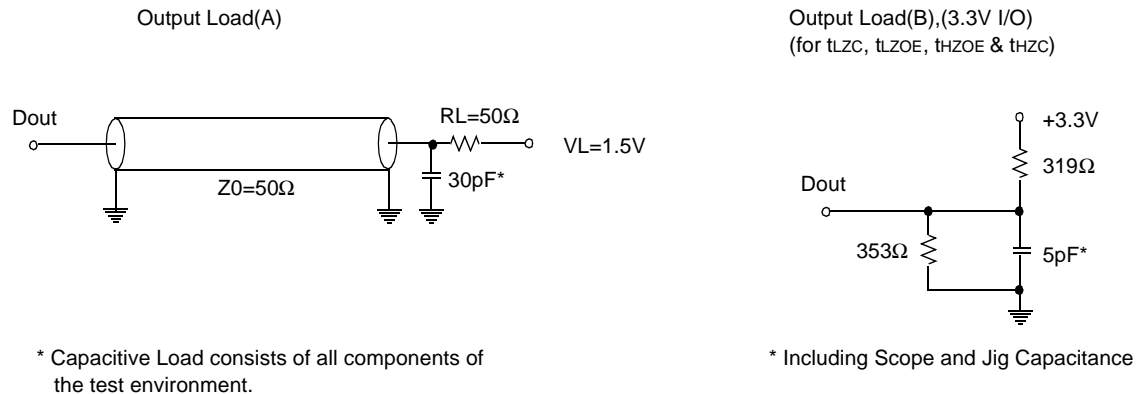 Output Load(A)
Dout
Z0=50Ω
RL=50Ω
30pF*
VL=1.5V
* Capacitive Load consists of all components of
the test environment.
Output Load(B),(3.3V I/O)
(for tLZC, tLZOE, tHZOE & tHZC)
+3.3V
319Ω
Dout
353Ω
5pF*
* Including Scope and Jig Capacitance